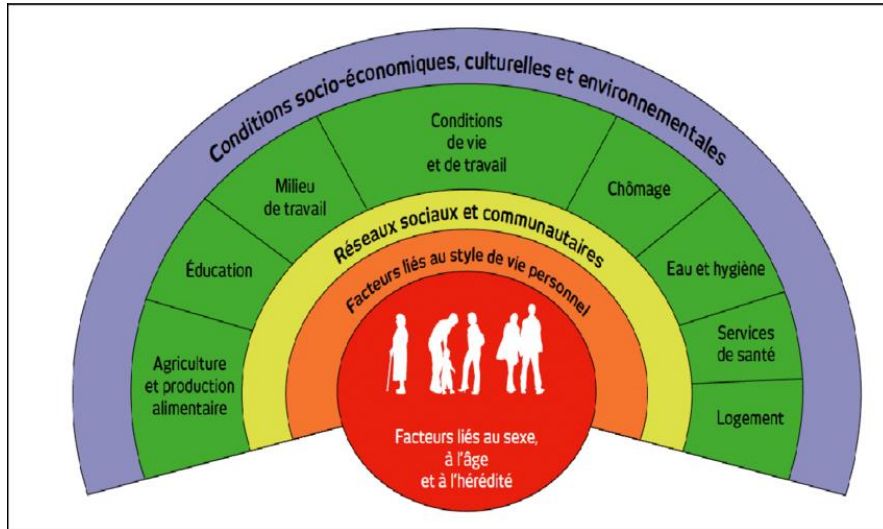 Conditions socio-économiques, culturelles et environnementales
Conditions
de vie
et de travail
Milieu
de travail
Chômage
Éducation
Eau et hygiène
Agriculture
et production
alimentaire
Services
de santé
Logement
Réseaux sociaux et communautaires
Facteurs liés au style de vie personnel
Facteurs liés au sexe,
à l'âge
et à l'hérédité